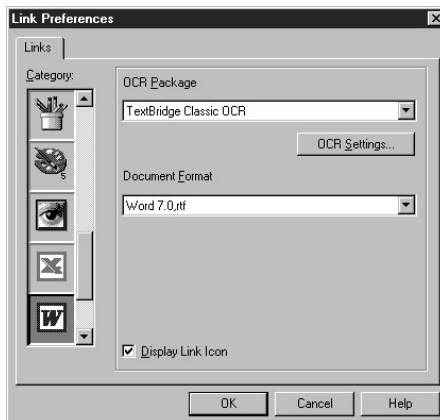 Link Preferences
Links
Category:
OCR Package
TextBridge Classic OCR
OCR Settings...
Document Format
Word 7.0,rtf
5
W
Display Link Icon
OK
Cancel
Help